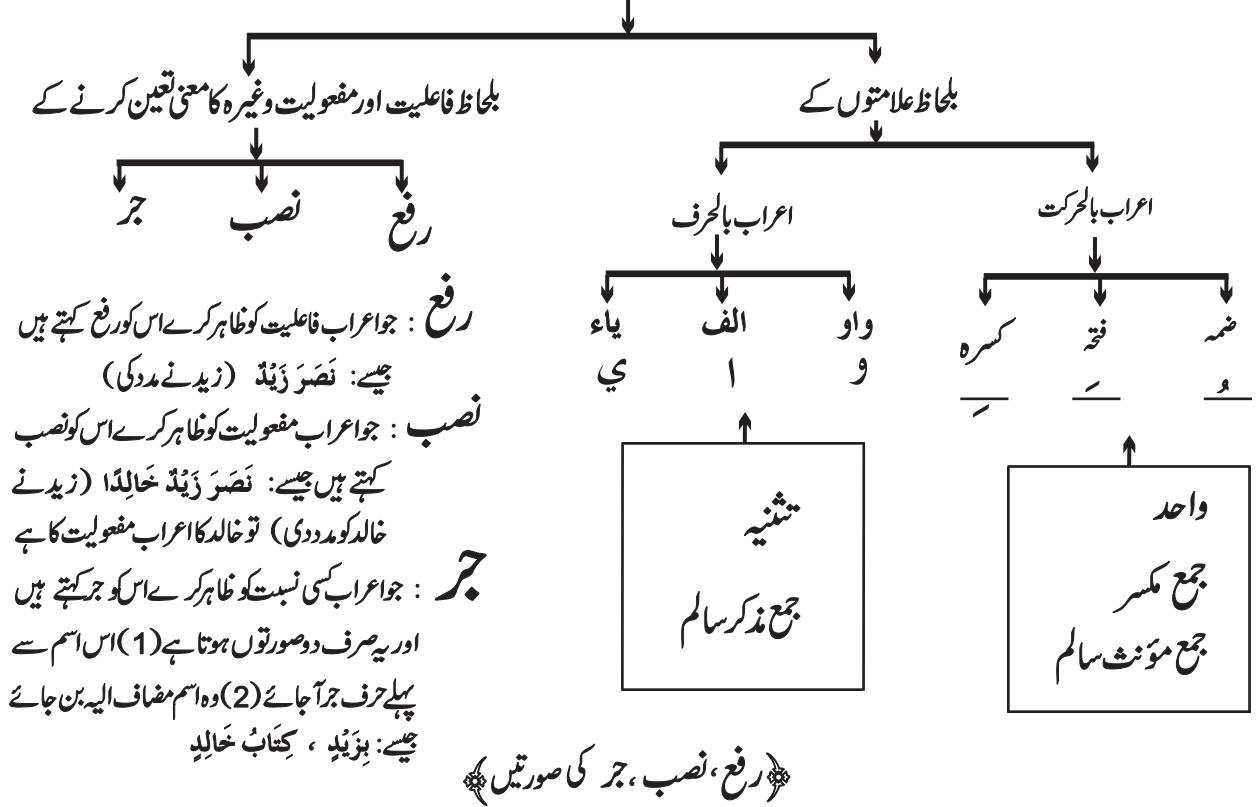 بلحاظ علامتوں کے
بلحاظ فاعلیت اور مفعولیت وغیرہ کا معنی تعین کرنے کے
اعراب بالحرکت
اعراب بالحرف
رفع
نصب
جر
ضمہ
فتحہ
کسرہ
ـُ
ـَ
ـِ
واو
الف
یاء
و
ا
ي
واحد
جمع مکسر
جمع مؤنث سالم
تثنیہ
جمع مذکر سالم
رفع : جو اعراب فاعلیت کو ظاہر کرے اس کو رفع کہتے ہیں
جیسے: نَصَرَ زَيْدٌ (زید نے مدد کی)
نصب : جو اعراب مفعولیت کو ظاہر کرے اس کو نصب
کہتے ہیں جیسے: نَصَرَ زَيْدٌ خَالِدًا (زید نے
خالد کو مدد دی) تو خالد کا اعراب مفعولیت کا ہے
جر : جو اعراب کسی نسبت کو ظاہر کرے اس کو جر کہتے ہیں
اور یہ صرف دو صورتوں ہوتا ہے (1) اس اسم سے
پہلے حرف جر آ جائے (2) وہ اسم مضاف الیہ بن جائے
جیسے: بِزَيْدٍ ، كِتَابُ خَالِدٍ
﴿رفع، نصب، جر کی صورتیں﴾